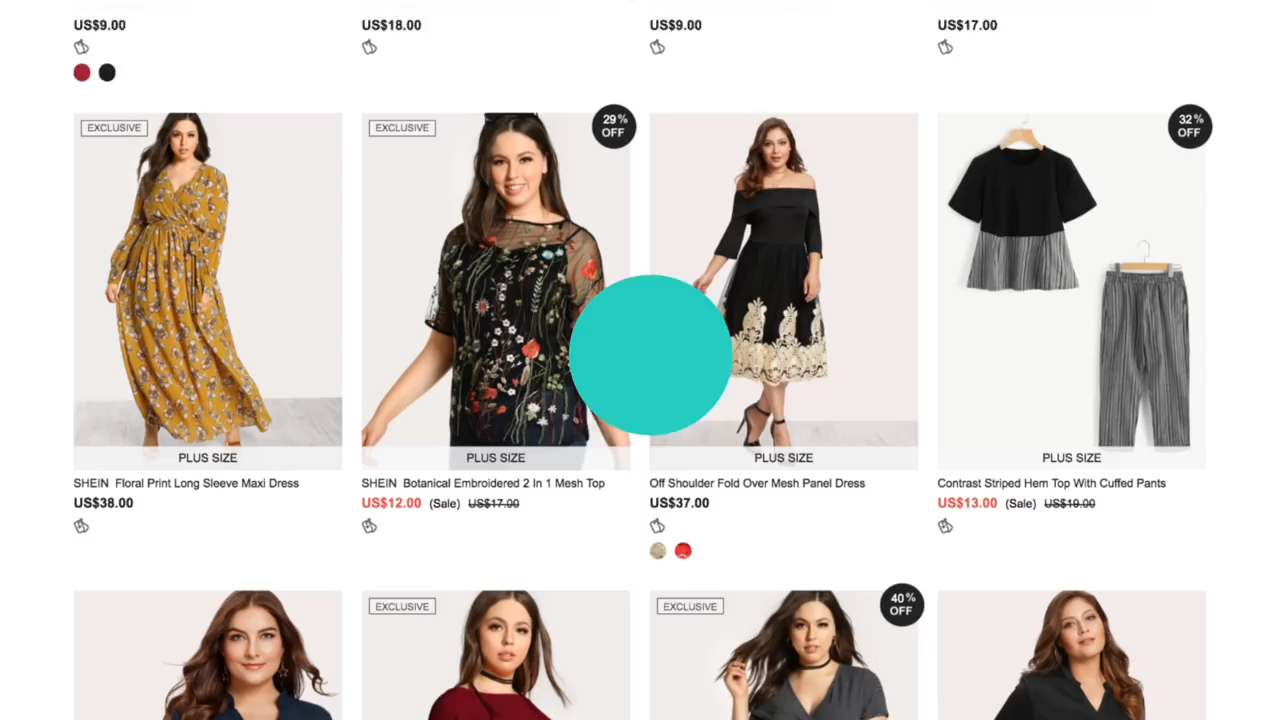 US$9.00
US$18.00
US$9.00
US$17.00
EXCLUSIVE
EXCLUSIVE
29%
OFF
32%
OFF
PLUS SIZE
PLUS SIZE
PLUS SIZE
PLUS SIZE
SHEIN Floral Print Long Sleeve Maxi Dress
SHEIN Botanical Embroidered 2 In 1 Mesh Top
Off Shoulder Fold Over Mesh Panel Dress
Contrast Striped Hem Top With Cuffed Pants
US$38.00
US$12.00 (Sale) US$17.00
US$37.00
US$13.00 (Sale) US$19.00
EXCLUSIVE
EXCLUSIVE
40%
OFF